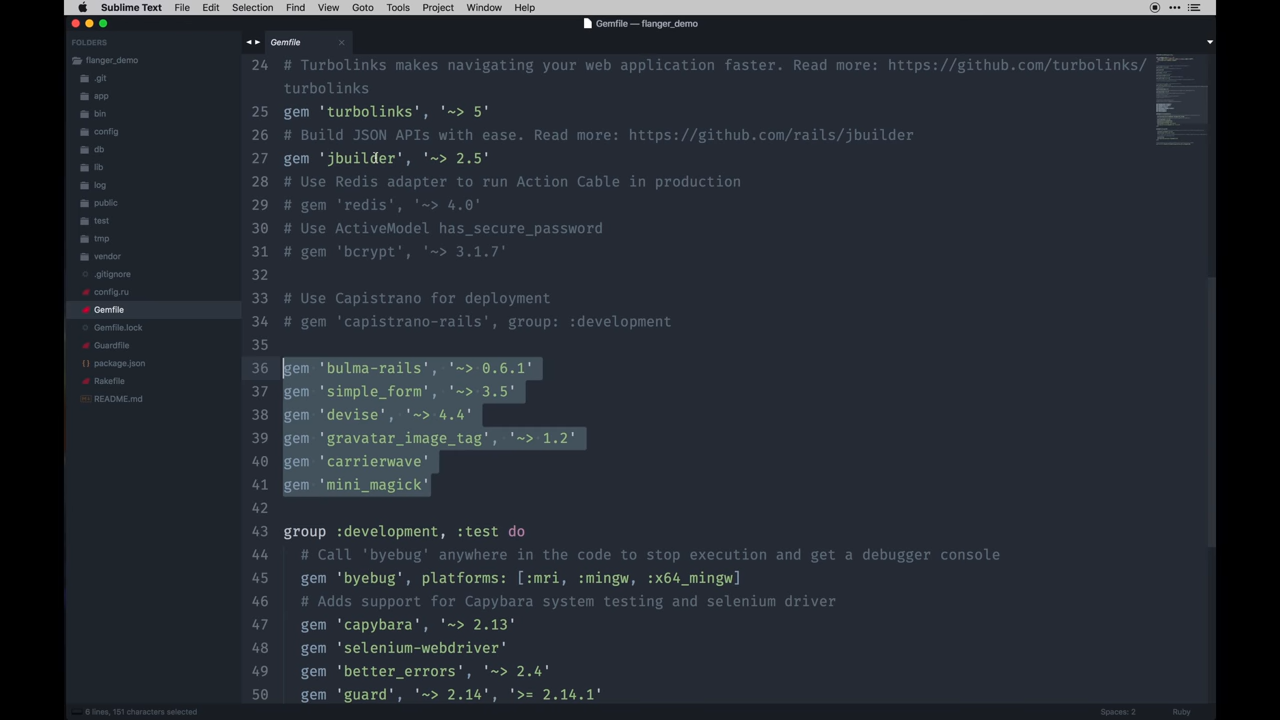 Sublime Text File Edit Selection Find View Goto Tools Project Window Help
Gemfile — flanger_demo
FOLDERS
flanger_demo
.git
app
bin
config
db
lib
log
public
test
tmp
vendor
.gitignore
config.ru
Gemfile
Gemfile.lock
Guardfile
package.json
Rakefile
README.md
Gemfile
24 # Turbolinks makes navigating your web application faster. Read more: https://github.com/turbolinks/
turbolinks
25 gem 'turbolinks', '~> 5'
26 # Build JSON APIs with ease. Read more: https://github.com/rails/jbuilder
27 gem 'jbuilder', '~> 2.5'
28 # Use Redis adapter to run Action Cable in production
29 # gem 'redis', '~> 4.0'
30 # Use ActiveModel has_secure_password
31 # gem 'bcrypt', '~> 3.1.7'
32
33 # Use Capistrano for deployment
34 # gem 'capistrano-rails', group: :development
35
36 gem 'bulma-rails', '~> 0.6.1'
37 gem 'simple_form', '~> 3.5'
38 gem 'devise', '~> 4.4'
39 gem 'gravatar_image_tag', '~> 1.2'
40 gem 'carrierwave'
41 gem 'mini_magick'
42
43 group :development, :test do
44 # Call 'byebug' anywhere in the code to stop execution and get a debugger console
45 gem 'byebug', platforms: [:mri, :mingw, :x64_mingw]
46 # Adds support for Capybara system testing and selenium driver
47 gem 'capybara', '~> 2.13'
48 gem 'selenium-webdriver'
49 gem 'better_errors', '~> 2.4'
50 gem 'guard', '~> 2.14', '>= 2.14.1'
6 lines, 151 characters selected
Spaces: 2 Ruby